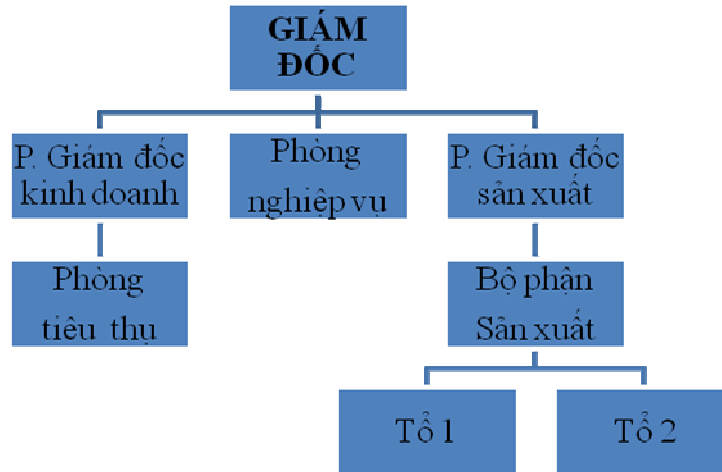 GIÁM
ĐỐC
P. Giám đốc
kinh doanh
Phòng
nghiệp vụ
P. Giám đốc
sản xuất
Phòng
tiêu thụ
Bộ phận
Sản xuất
Tổ 1
Tổ 2